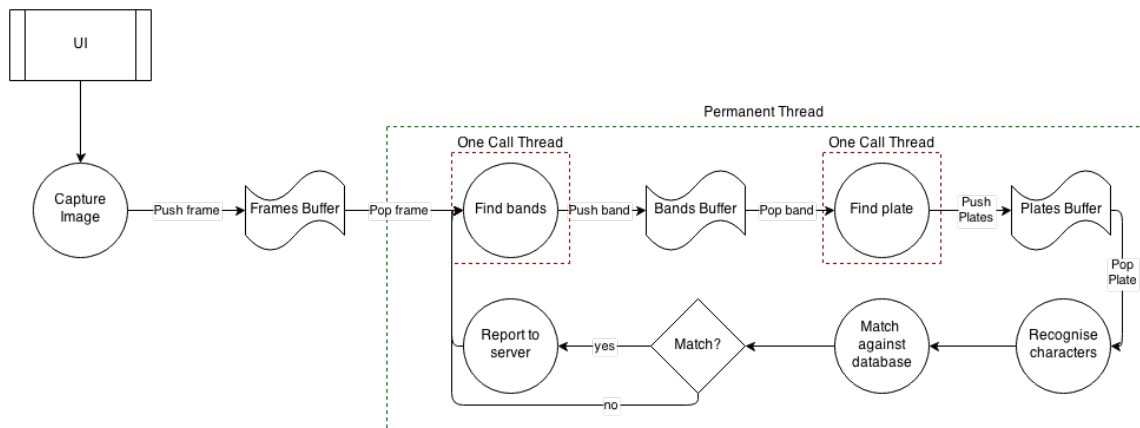 UI
Permanent Thread
One Call Thread
One Call Thread
Capture
Image
Push frame
Frames Buffer
Pop frame
Find bands
Push band
Bands Buffer
Pop band
Find plate
Push
Plates
Plates Buffer
Pop
Plate
Report to
server
yes
Match?
Match
against
database
Recognise
characters
no